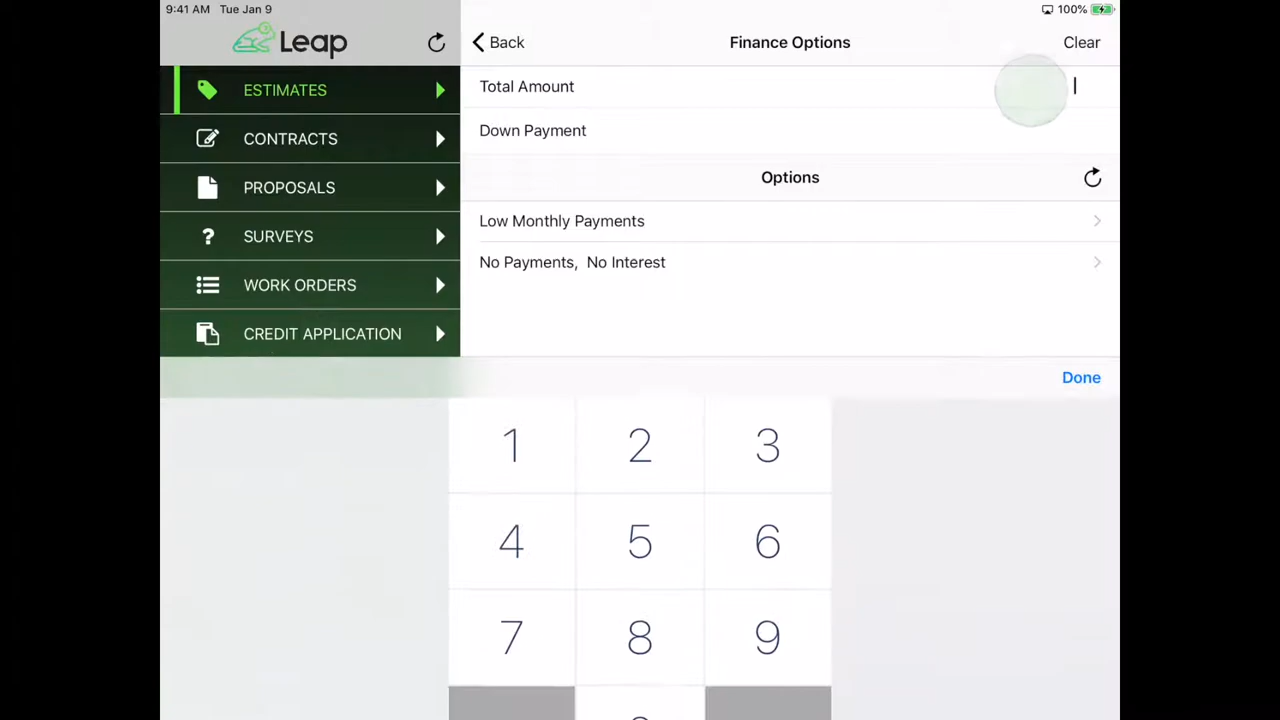 9:41 AM Tue Jan 9
100%
Leap
Back
Finance Options
Clear
ESTIMATES
Total Amount
CONTRACTS
Down Payment
PROPOSALS
Options
SURVEYS
Low Monthly Payments
WORK ORDERS
No Payments, No Interest
CREDIT APPLICATION
Done
1 2 3
4 5 6
7 8 9